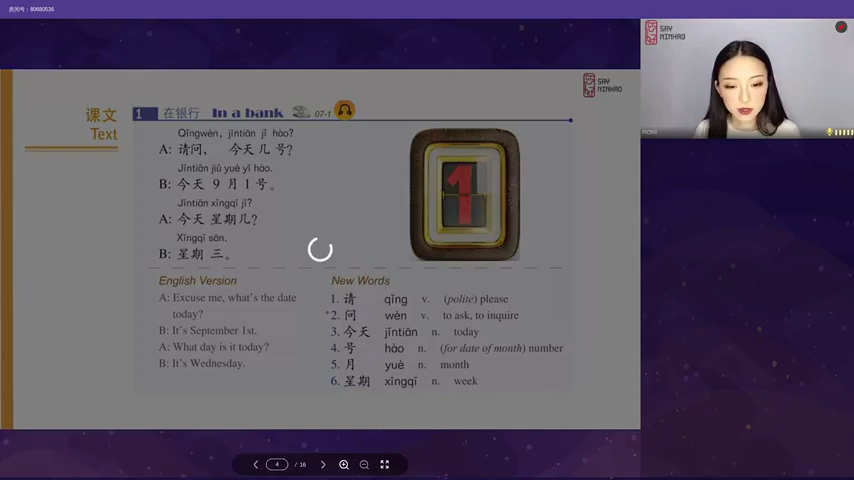 房间号：80680536
SAY
NINHAO
RONI
SAY
NINHAO
课文
Text
1 在银行 In a bank 07-1
Qǐngwèn, jīntiān jǐ hào?
A: 请问， 今天 几 号？
Jīntiān jiǔ yuè yī hào.
B: 今天 9 月 1 号。
Jīntiān xīngqī jǐ?
A: 今天 星期几？
Xīngqī sān.
B: 星期 三。
1
English Version
A: Excuse me, what's the date
today?
B: It's September 1st.
A: What day is it today?
B: It's Wednesday.
New Words
1. 请 qǐng v. (polite) please
*2. 问 wèn v. to ask, to inquire
3. 今天 jīntiān n. today
4. 号 hào n. (for date of month) number
5. 月 yuè n. month
6. 星期 xīngqī n. week
4 / 16